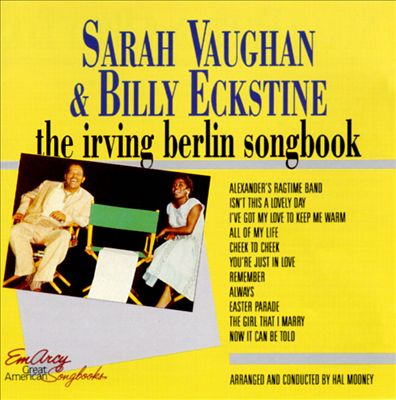 SARAH VAUGHAN
& BILLY ECKSTINE
the irving berlin songbook
ALEXANDER'S RAGTIME BAND
ISN'T THIS A LOVELY DAY
I'VE GOT MY LOVE TO KEEP ME WARM
ALL OF MY LIFE
CHEEK TO CHEEK
YOU'RE JUST IN LOVE
REMEMBER
ALWAYS
EASTER PARADE
THE GIRL THAT I MARRY
NOW IT CAN BE TOLD
ARRANGED AND CONDUCTED BY HAL MOONEY
EmArcy
Great
American Songbooks